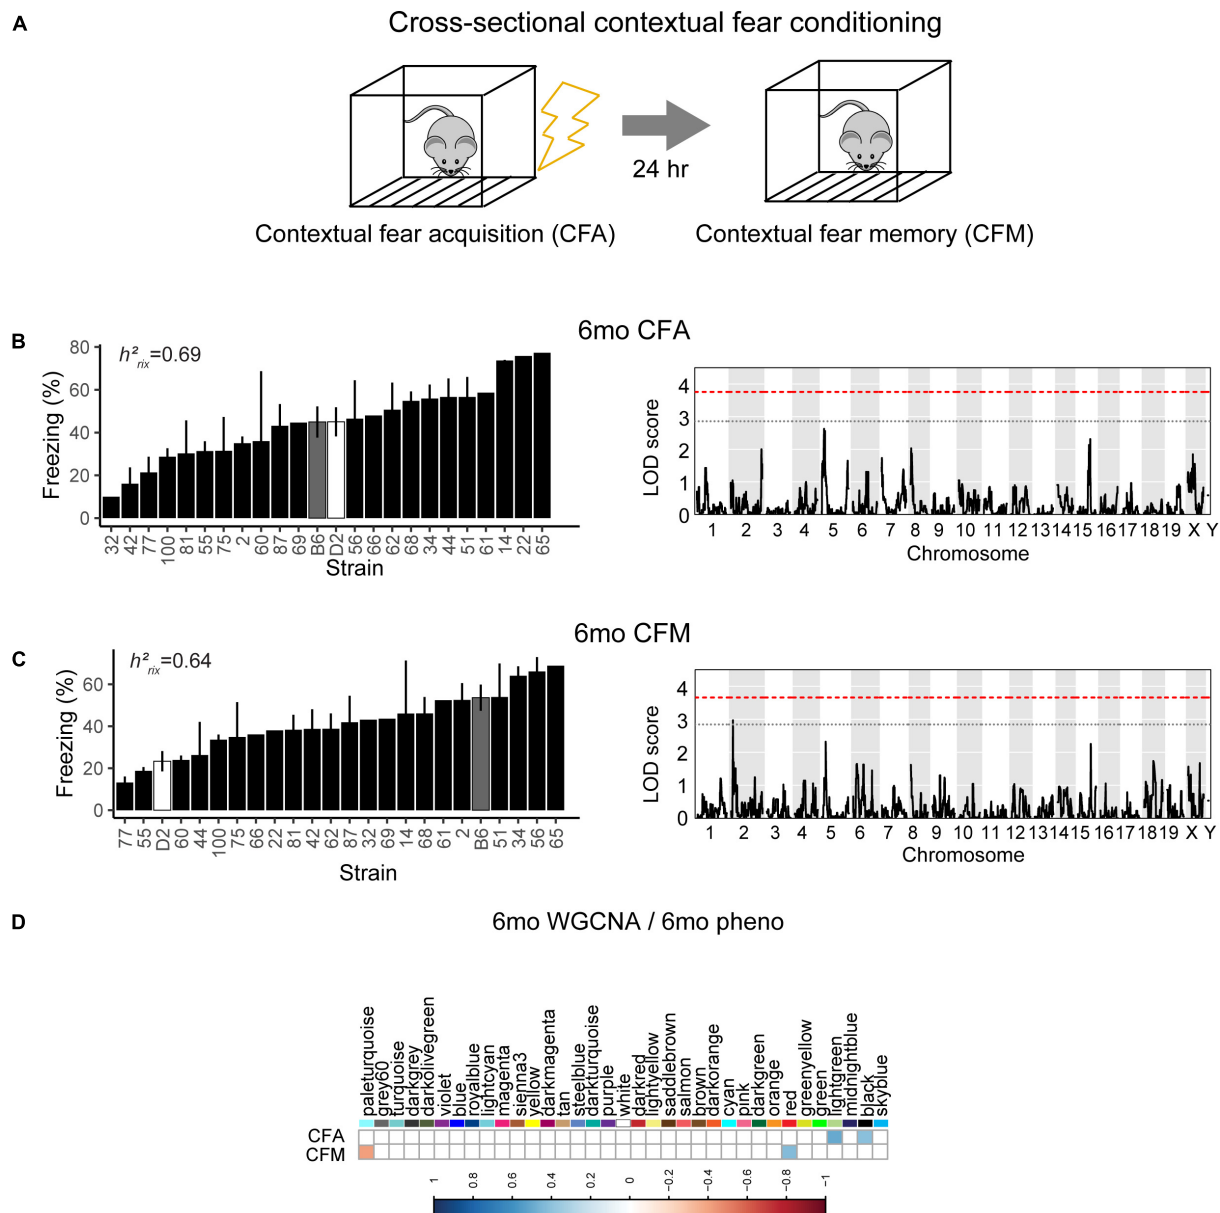 A
Cross-sectional contextual fear conditioning
24 hr
Contextual fear acquisition (CFA)
Contextual fear memory (CFM)
B
6mo CFA
h²rix=0.69
Freezing (%)
80
60
40
20
0
32 42 77 100 81 55 75 2 60 87 69 B6 D2 56 66 62 68 34 44 51 61 14 22 65
Strain
LOD score
4
3
2
1
0
1 2 3 4 5 6 7 8 9 10 11 12 13 14 15 16 17 18 19 X Y
Chromosome
C
6mo CFM
h²rix=0.64
Freezing (%)
60
40
20
0
77 55 D2 60 44 100 75 66 22 81 42 62 87 32 69 14 68 61 2 B6 51 34 56 65
Strain
LOD score
4
3
2
1
0
1 2 3 4 5 6 7 8 9 10 11 12 13 14 15 16 17 18 19 X Y
Chromosome
D
6mo WGCNA / 6mo pheno
paleturquoise grey60 turquoise darkgrey darkolivegreen violet blue royalblue lightcyan magenta sienna3 yellow darkmagenta tan steelblue darkturquoise purple white darkred lightyellow saddlebrown salmon brown darkorange cyan pink darkgreen orange red greenyellow green lightgreen midnightblue black skyblue
CFA
CFM
1 0.8 0.6 0.4 0.2 0 −0.2 −0.4 −0.6 −0.8 −1